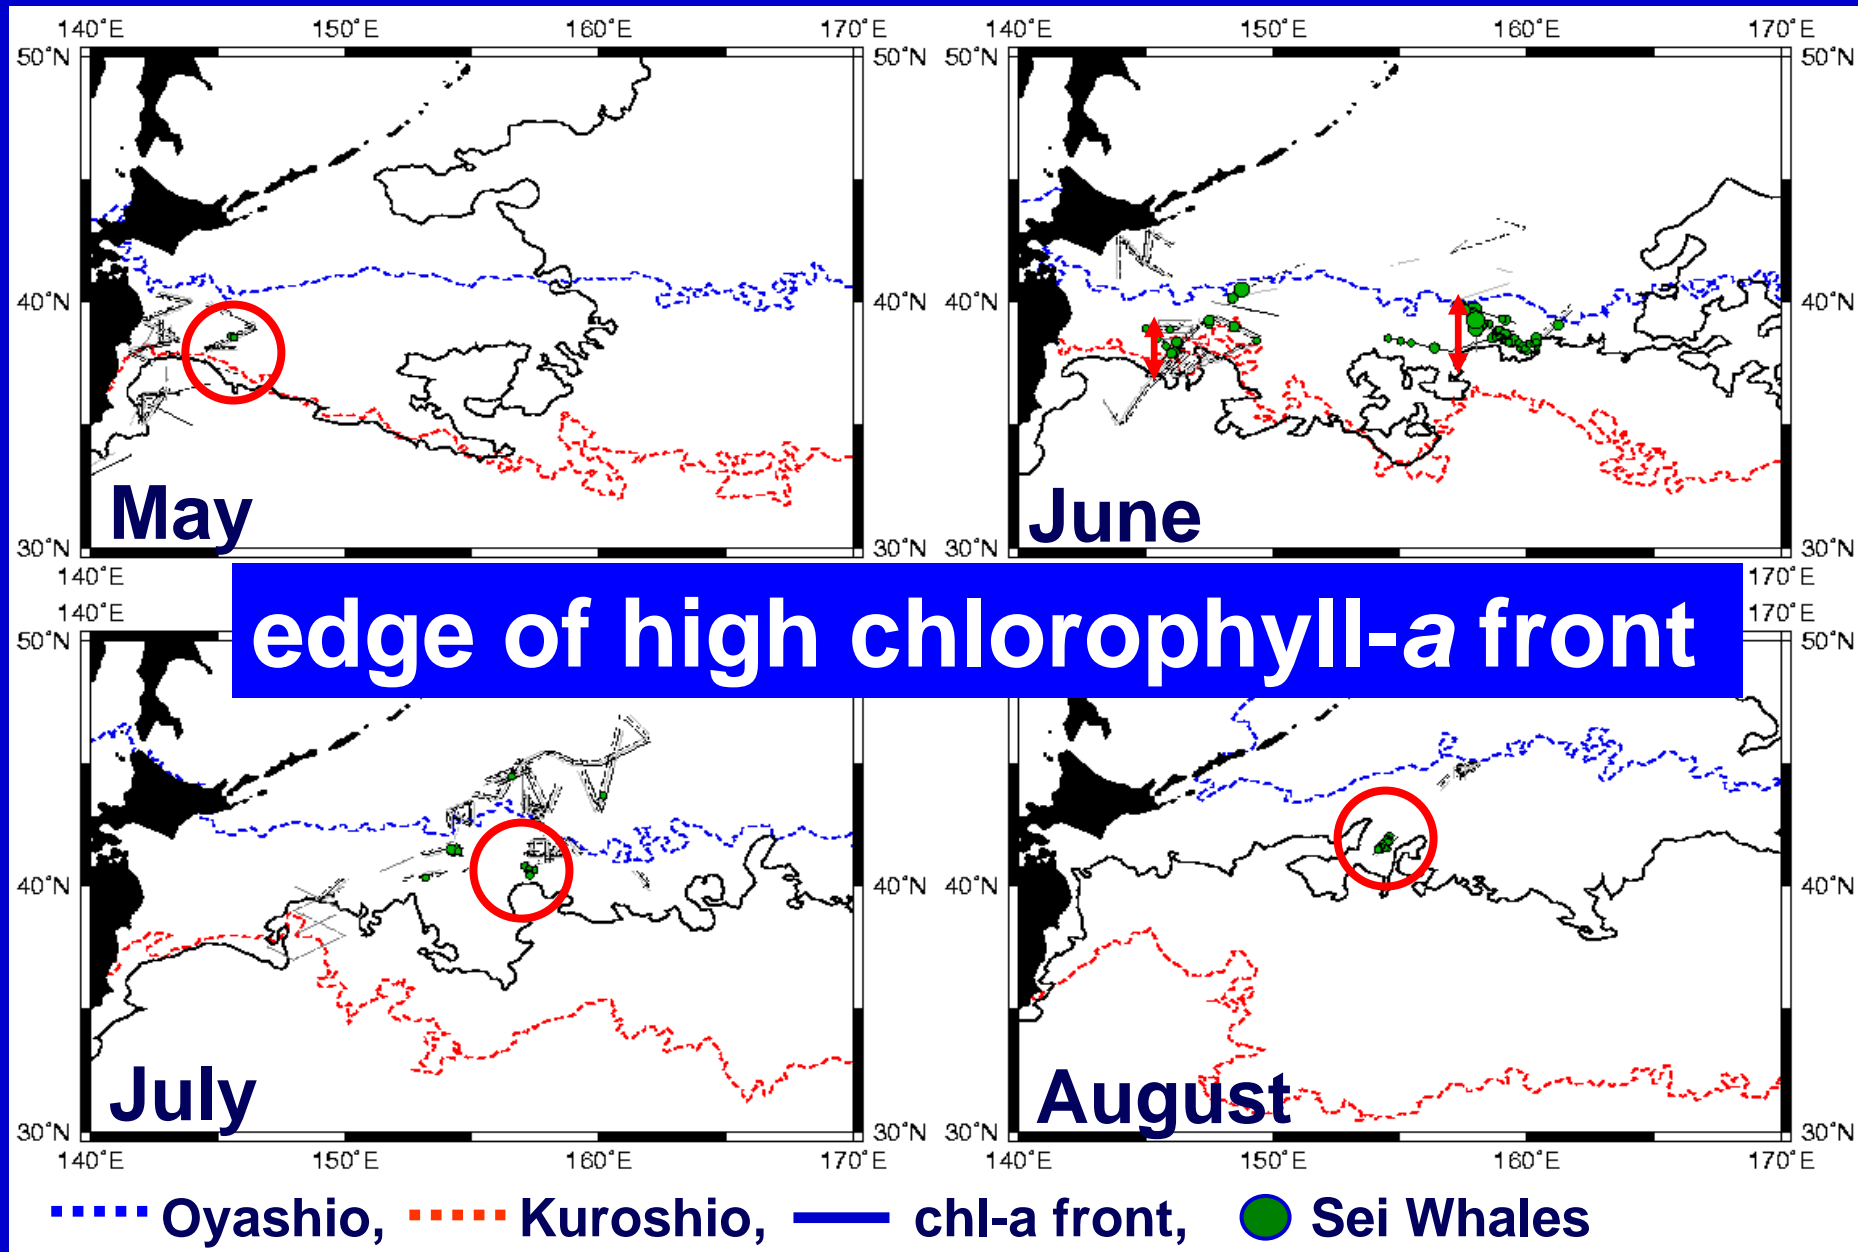 140°E 150°E 160°E 170°E 140°E 150°E 160°E 170°E
50°N 50°N 50°N 50°N
40°N 40°N 40°N 40°N
May June
30°N 30°N 30°N 30°N
140°E 170°E
140°E 170°E
50°N 50°N
edge of high chlorophyll-a front
40°N 40°N 40°N 40°N
July August
30°N 30°N 30°N 30°N
140°E 150°E 160°E 170°E 140°E 150°E 160°E 170°E
Oyashio, Kuroshio, chl-a front, Sei Whales